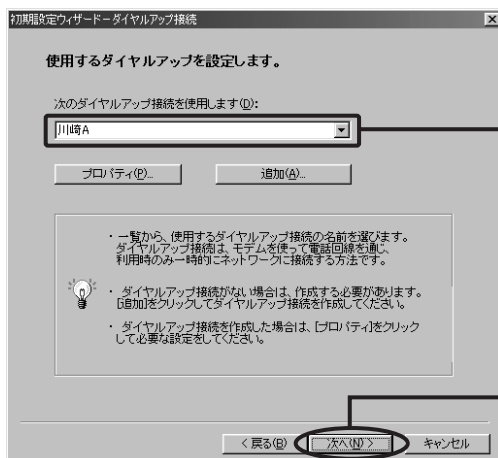 初期設定ウィザード－ダイヤルアップ接続
使用するダイヤルアップを設定します。
次のダイヤルアップ接続を使用します(D):
川崎A
プロパティ(P)...
追加(A)...
・一覧から、使用するダイヤルアップ接続の名前を選びます。
ダイヤルアップ接続は、モデムを使って電話回線を通じ、
利用時のみ一時的にネットワークに接続する方法です。
・ ダイヤルアップ接続がない場合は、作成する必要があります。
[追加]をクリックしてダイヤルアップ接続を作成してください。
・ ダイヤルアップ接続を作成した場合は、[プロパティ]をクリック
して必要な設定をしてください。
< 戻る(B)
次へ(N) >
キャンセル